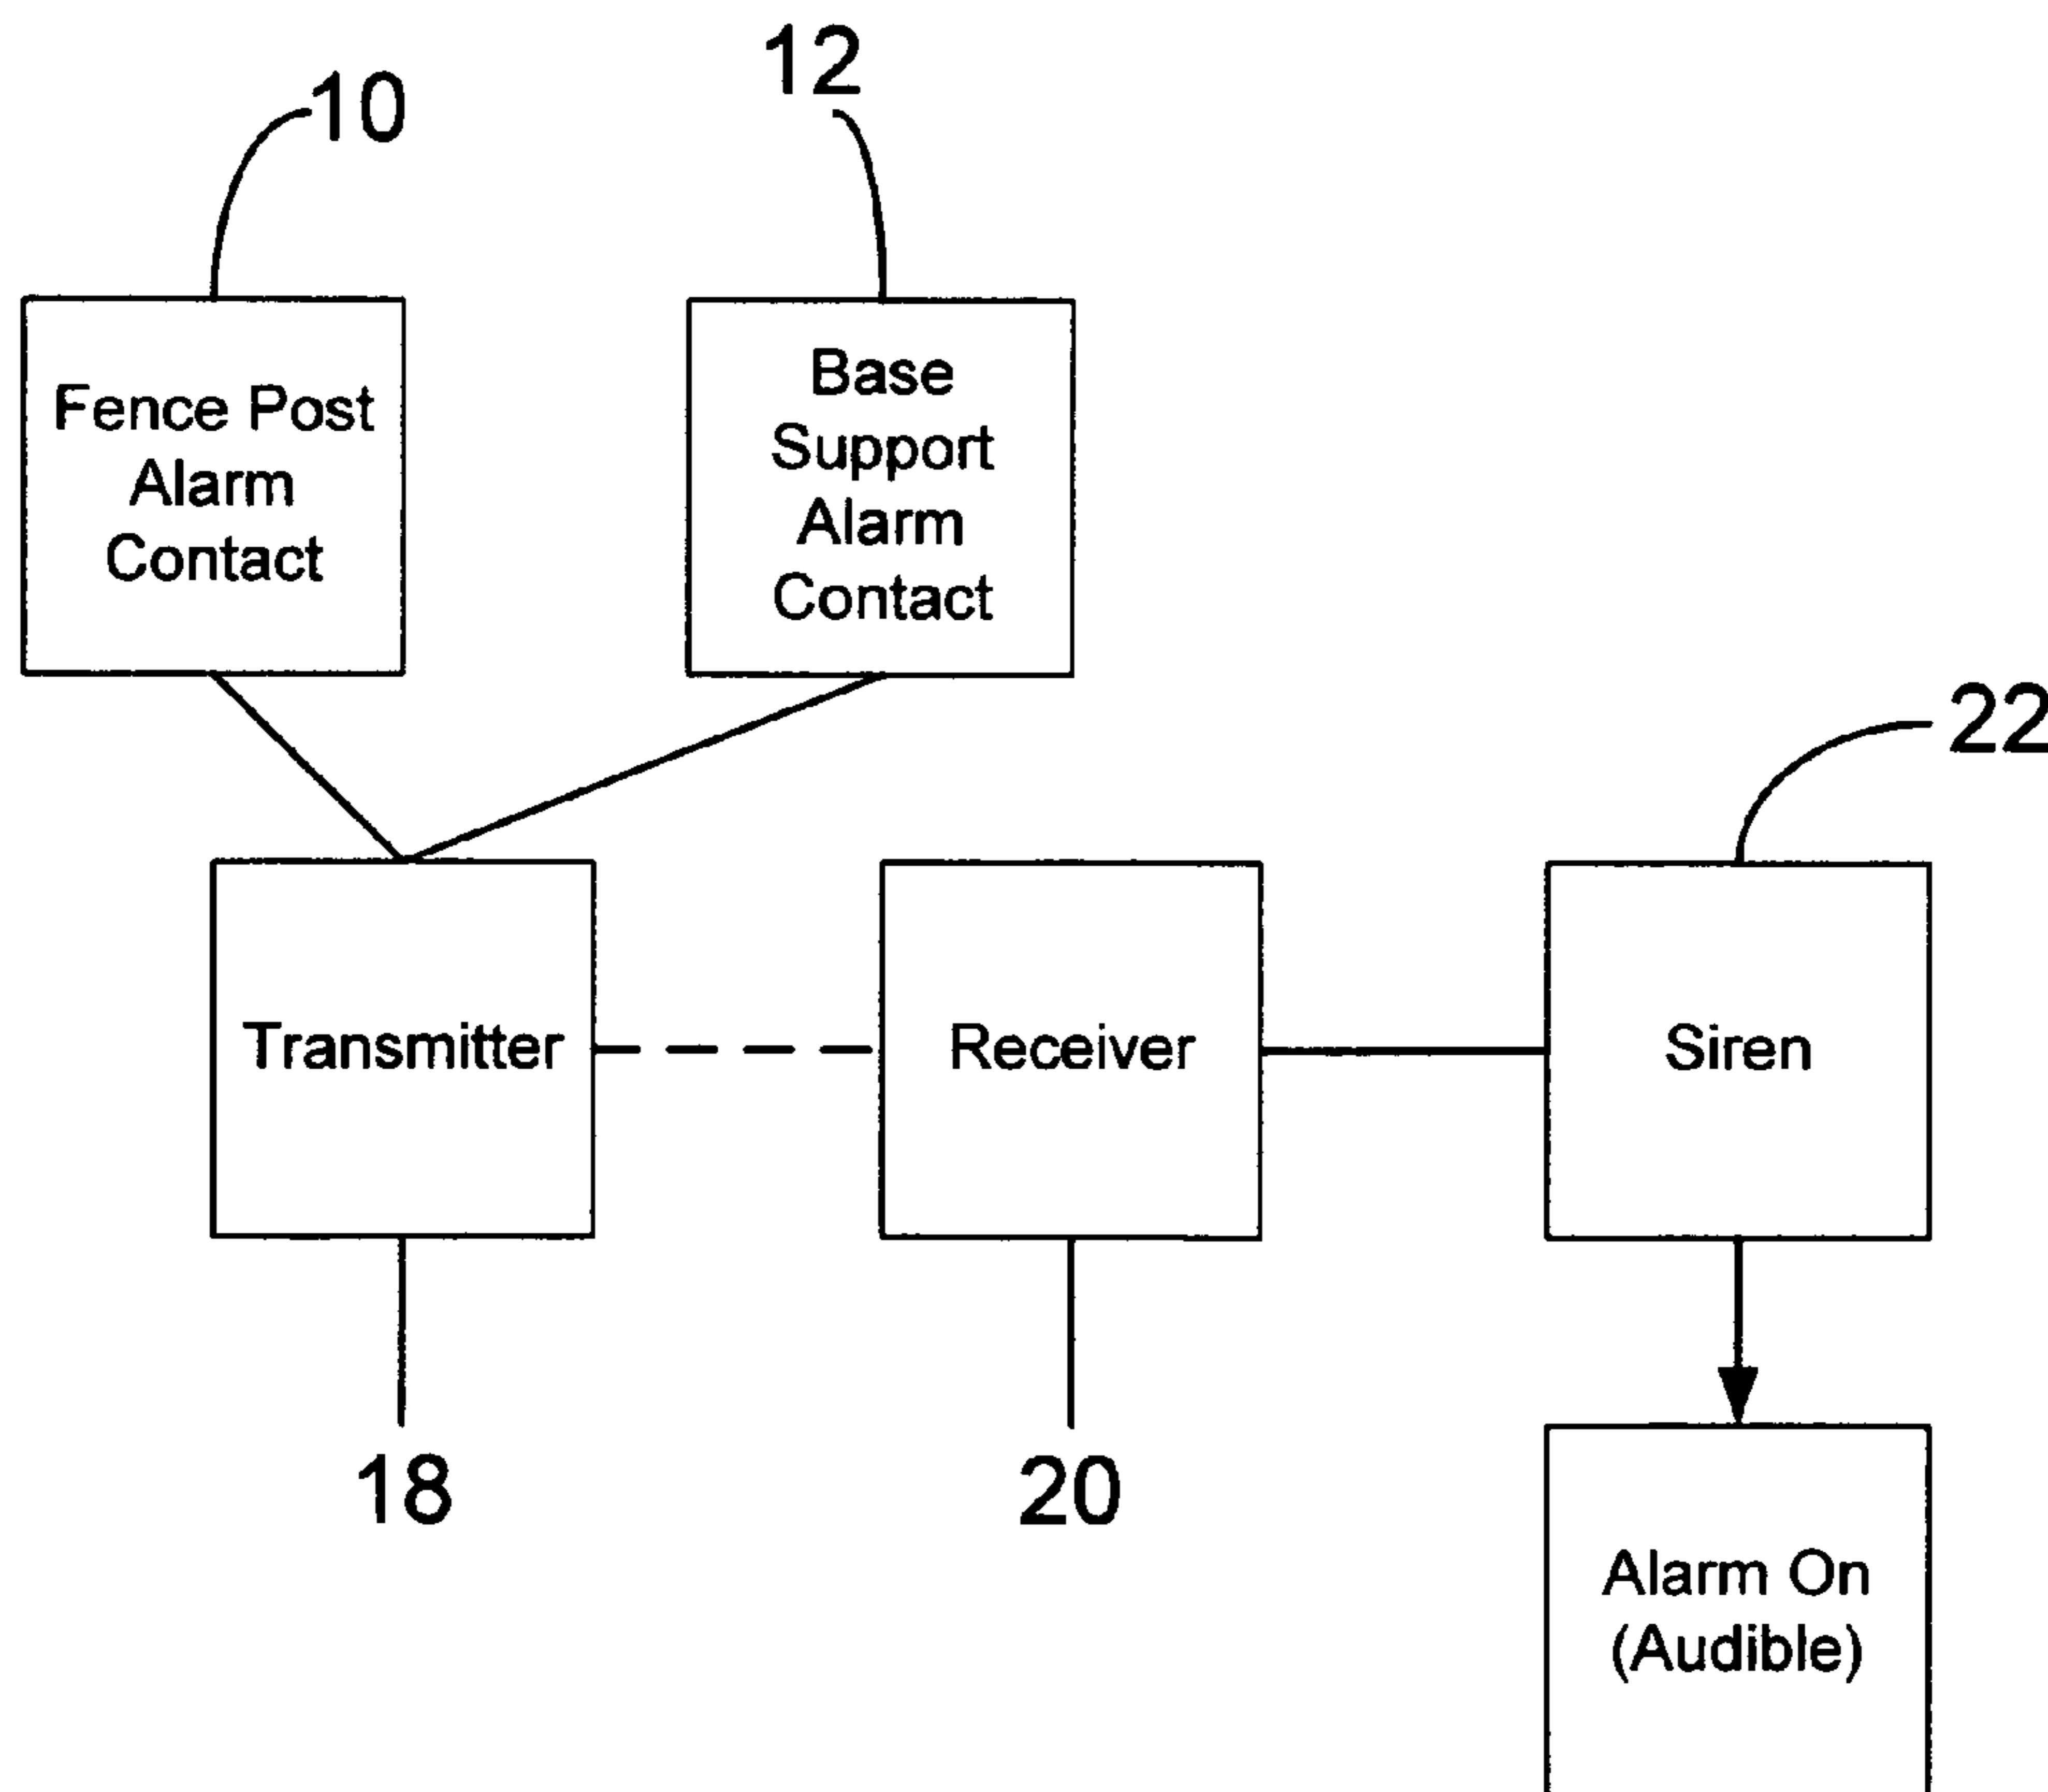 10
12
Fence Post
Alarm
Contact
Base
Support
Alarm
Contact
22
Transmitter
Receiver
Siren
18
20
Alarm On
(Audible)